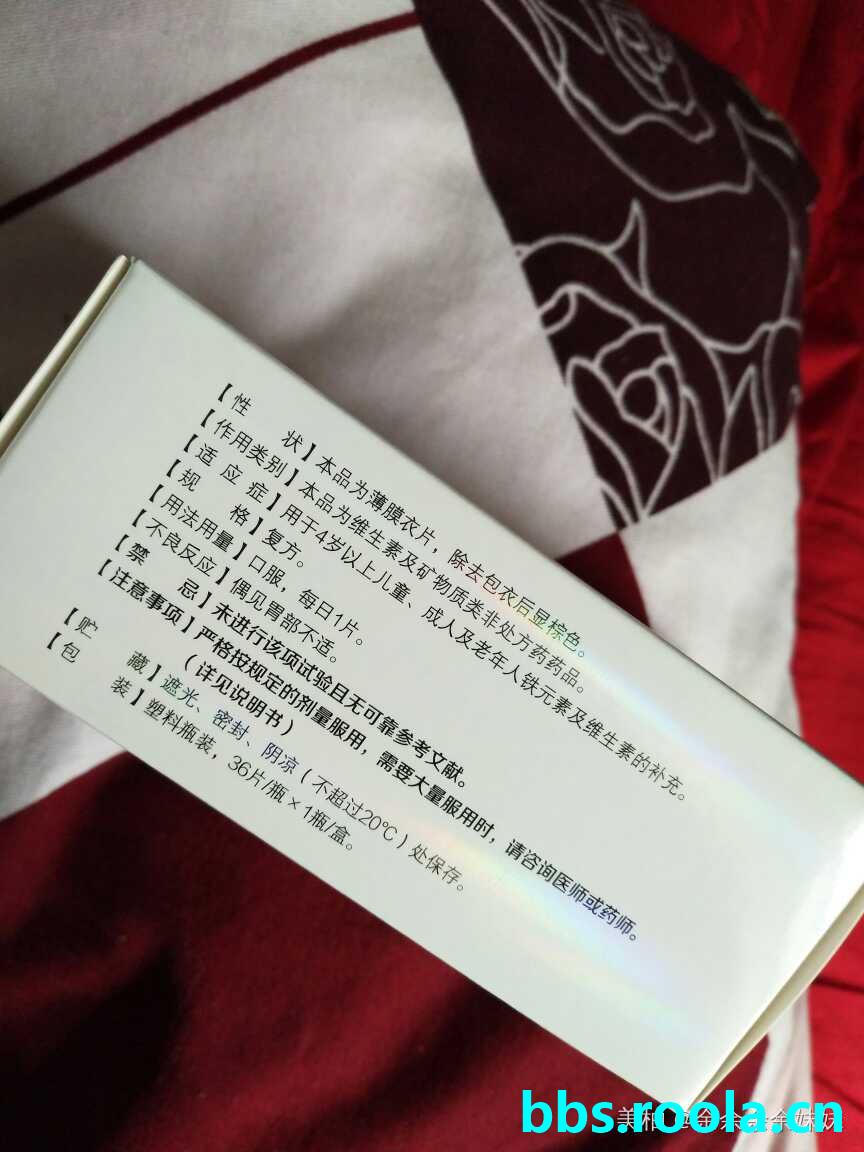 【性状】本品为薄膜衣片，除去包衣后显棕色。
【作用类别】本品为维生素及矿物质类非处方药药品。
【适应症】用于4岁以上儿童、成人及老年人铁元素及维生素的补充。
【规格】复方。
【用法用量】口服，每日1片。
【不良反应】偶见胃部不适。
【禁忌】未进行该项试验且无可靠参考文献。
【注意事项】严格按规定的剂量服用，需要大量服用时，请咨询医师或药师。
（详见说明书）
【贮藏】遮光、密封、阴凉（不超过20℃）处保存。
【包装】塑料瓶装，36片/瓶×1瓶/盒。
bbs.roola.cn
美柏